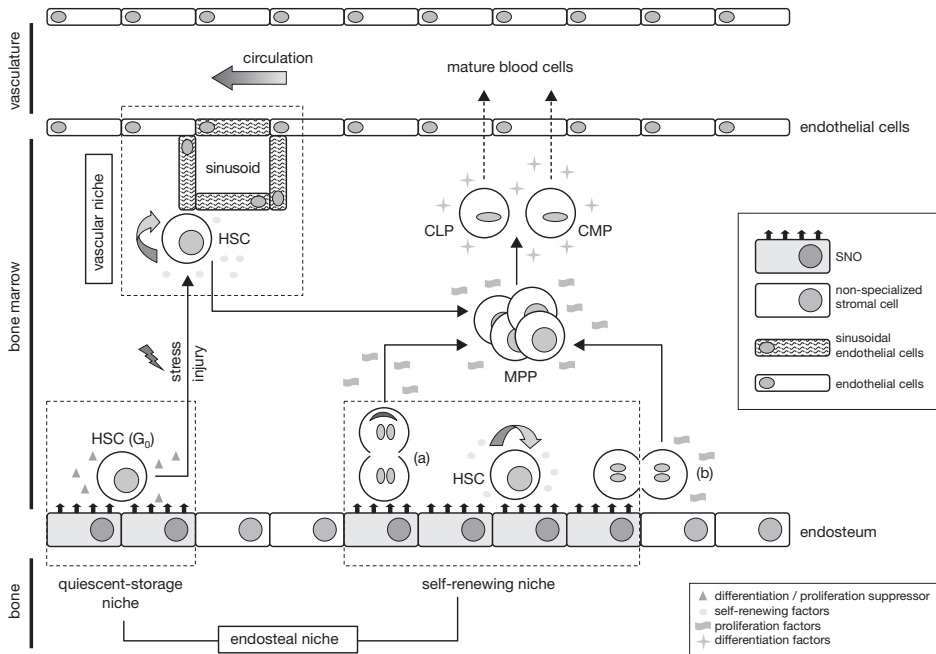 vasculature
circulation
mature blood cells
endothelial cells
bone marrow
vascular niche
sinusoid
HSC
CLP
CMP
SNO
non-specialized
stromal cell
sinusoidal
endothelial cells
endothelial cells
stress
injury
MPP
HSC (G₀)
(a)
HSC
(b)
endosteum
bone
quiescent-storage
niche
self-renewing niche
endosteal niche
differentiation / proliferation suppressor
self-renewing factors
proliferation factors
differentiation factors